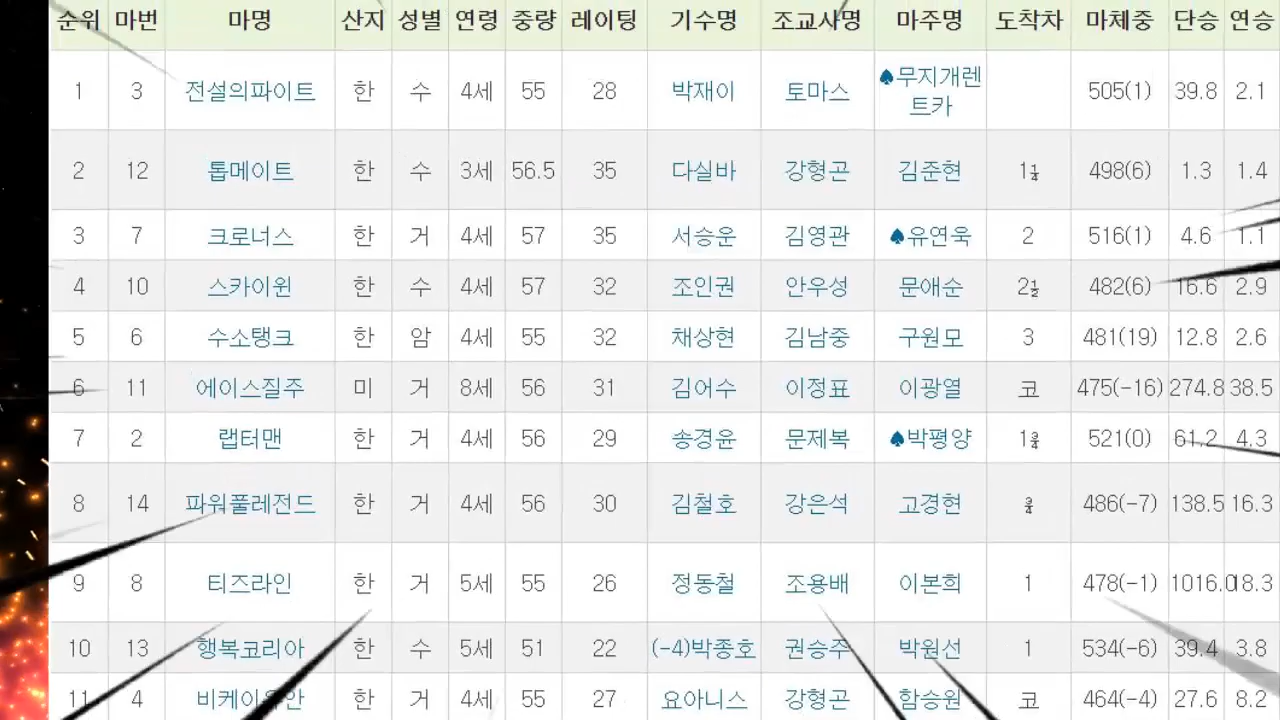 순위 마번 마명 산지 성별 연령 중량 레이팅 기수명 조교사명 마주명 도착차 마체중 단승 연승
1 3 전설의파이트 한 수 4세 55 28 박재이 토마스 ♠무지개렌트카 505(1) 39.8 2.1
2 12 톱메이트 한 수 3세 56.5 35 다실바 강형곤 김준현 1¼ 498(6) 1.3 1.4
3 7 크로너스 한 거 4세 57 35 서승운 김영관 ♠유연욱 2 516(1) 4.6 1.1
4 10 스카이윈 한 수 4세 57 32 조인권 안우성 문애순 2½ 482(6) 16.6 2.9
5 6 수소탱크 한 암 4세 55 32 채상현 김남중 구원모 3 481(19) 12.8 2.6
6 11 에이스질주 미 거 8세 56 31 김어수 이정표 이광열 코 475(-16) 274.8 38.5
7 2 랩터맨 한 거 4세 56 29 송경윤 문제복 ♠박평양 1¾ 521(0) 61.2 4.3
8 14 파워풀레전드 한 거 4세 56 30 김철호 강은석 고경현 ¾ 486(-7) 138.5 16.3
9 8 티즈라인 한 거 5세 55 26 정동철 조용배 이본희 1 478(-1) 1016.0 18.3
10 13 행복코리아 한 수 5세 51 22 (-4)박종호 권승주 박원선 1 534(-6) 39.4 3.8
11 4 한 거 4세 55 27 요아니스 강형곤 함승원 코 464(-4) 27.6 8.2